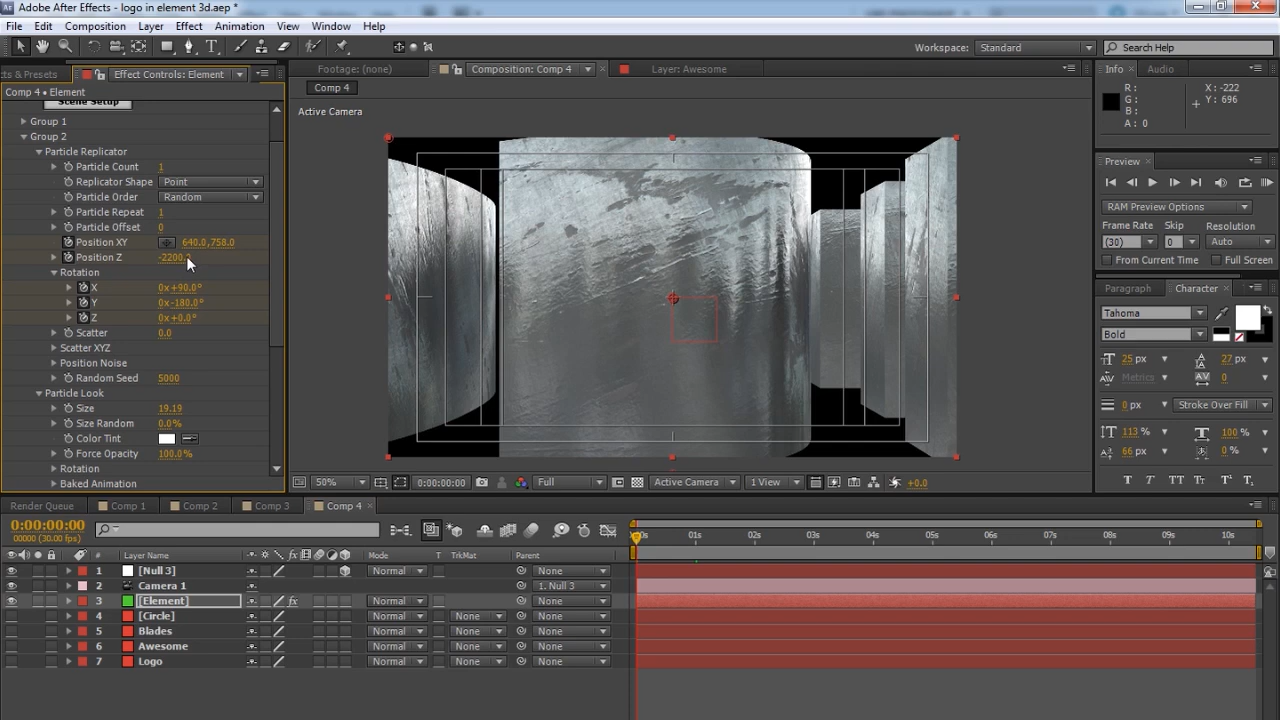 Adobe After Effects - logo in element 3d.aep *
File Edit Composition Layer Effect Animation View Window Help
Workspace: Standard Search Help
ts & Presets Effect Controls: Element Footage: (none) Composition: Comp 4 Layer: Awesome Info Audio
Comp 4 • Element
Comp 4
Active Camera
Scene Setup
Group 1
Group 2
Particle Replicator
Particle Count 1
Replicator Shape Point
Particle Order Random
Particle Repeat 1
Particle Offset 0
Position XY 640.0,758.0
Position Z -2200.
Rotation
X 0x+90.0°
Y 0x-180.0°
Z 0x+0.0°
Scatter 0.0
Scatter XYZ
Position Noise
Random Seed 5000
Particle Look
Size 19.19
Size Random 0.0%
Color Tint
Force Opacity 100.0%
Rotation
Baked Animation
50% 0:00:00:00 Full Active Camera 1 View +0.0
R: X: -222
G: Y: 696
B:
A: 0
Preview
RAM Preview Options
Frame Rate Skip Resolution
(30) 0 Auto
From Current Time Full Screen
Paragraph Character
Tahoma
Bold
25 px 27 px
Metrics 0
0 px Stroke Over Fill
113 % 100 %
66 px 0 %
T T TT Tт T¹ T₁
Render Queue Comp 1 Comp 2 Comp 3 Comp 4
0:00:00:00
00000 (30.00 fps)
00s 01s 02s 03s 04s 05s 06s 07s 08s 09s 10s
# Layer Name Mode T TrkMat Parent
1 [Null 3] Normal None
2 Camera 1 1. Null 3
3 [Element] Normal None
4 [Circle] Normal None None
5 Blades Normal None None
6 Awesome Normal None None
7 Logo Normal None None